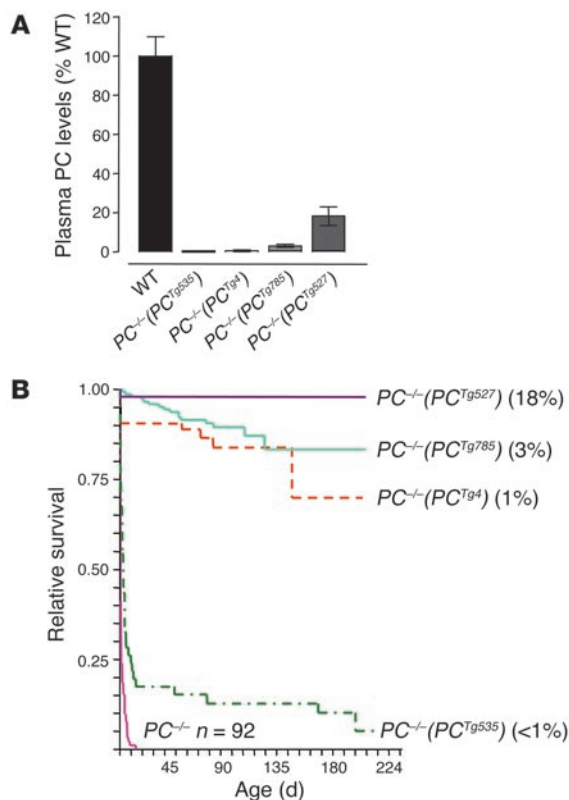 A
Plasma PC levels (% WT)
120
100
80
60
40
20
0
WT
PC–/–(PCTg535)
PC–/–(PCTg4)
PC–/–(PCTg785)
PC–/–(PCTg527)
B
Relative survival
1.00
0.75
0.50
0.25
PC–/–(PCTg527) (18%)
PC–/–(PCTg785) (3%)
PC–/–(PCTg4) (1%)
PC–/–(PCTg535) (<1%)
PC–/– n = 92
45 90 135 180 224
Age (d)